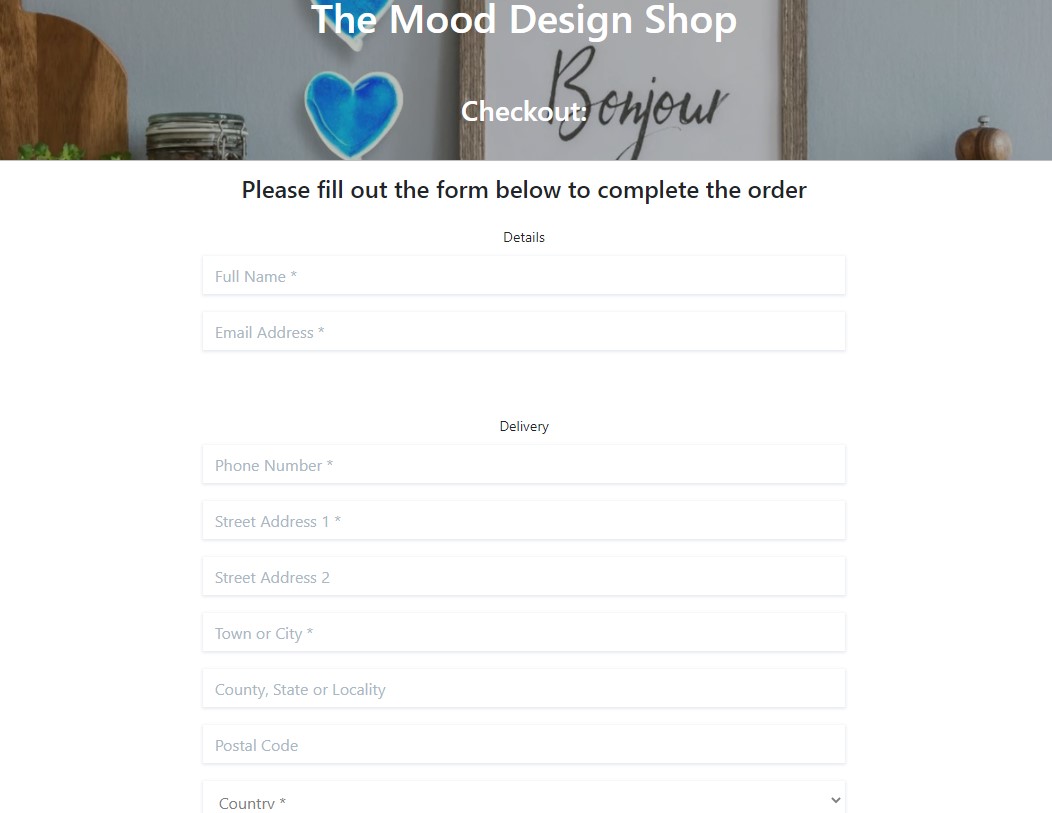 The Mood Design Shop
Bonjour
Checkout:
Please fill out the form below to complete the order
Details
Full Name *
Email Address *
Delivery
Phone Number *
Street Address 1 *
Street Address 2
Town or City *
County, State or Locality
Postal Code
Country *